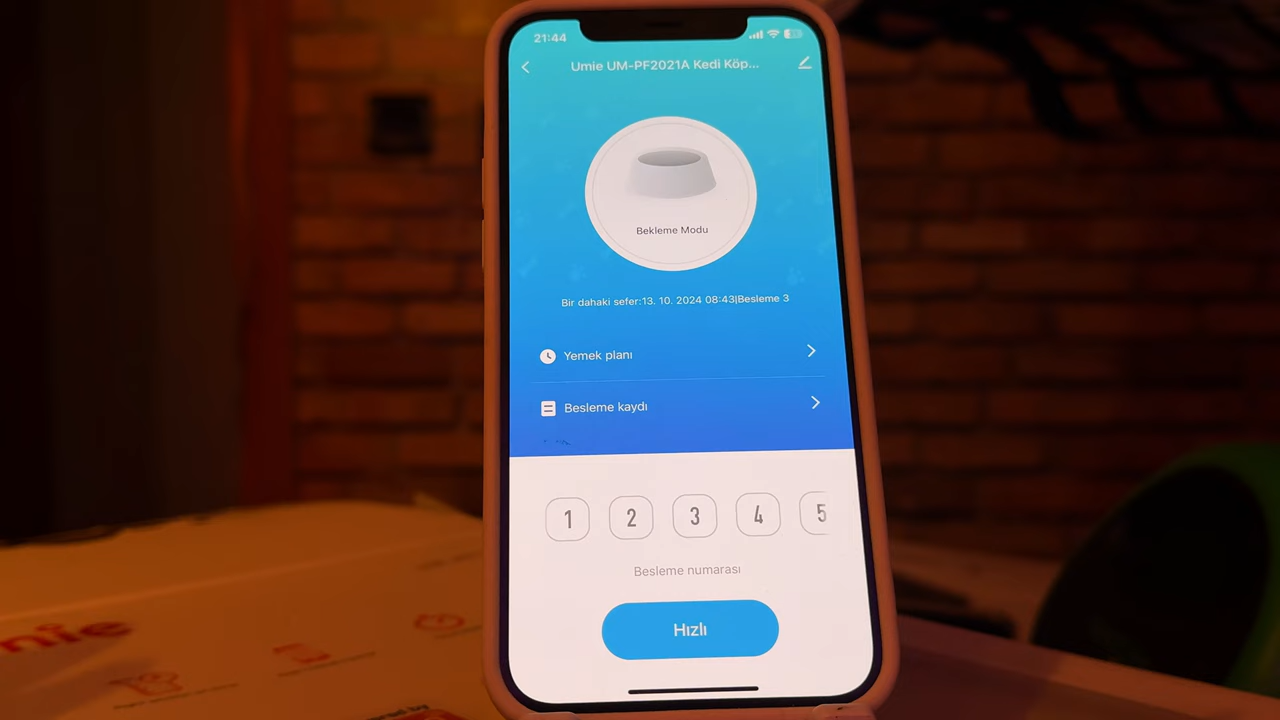 21:44
Umie UM-PF2021A Kedi Köp...
Bekleme Modu
Bir dahaki sefer:13. 10. 2024 08:43|Besleme 3
Yemek planı
Besleme kaydı
1 2 3 4 5
Besleme numarası
Hızlı